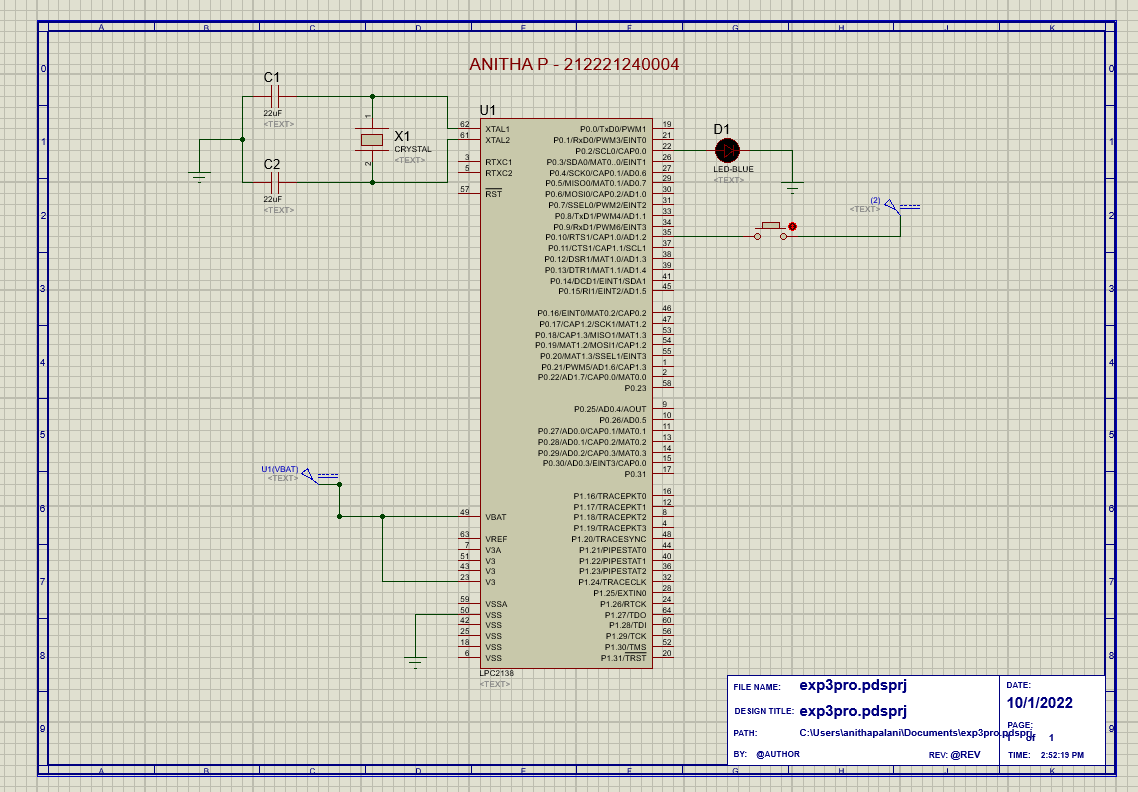 A B C D E F G H J K
0
ANITHA P - 212221240004
C1
22uF
<TEXT>
X1
CRYSTAL
<TEXT>
1
2
C2
22uF
<TEXT>
U1
62 XTAL1
61 XTAL2
3 RTXC1
5 RTXC2
57 RST
49 VBAT
63 VREF
7 V3A
51 V3
43 V3
23 V3
59 VSSA
50 VSS
42 VSS
25 VSS
18 VSS
6 VSS
P0.0/TxD0/PWM1 19
P0.1/RxD0/PWM3/EINT0 21
P0.2/SCL0/CAP0.0 22
P0.3/SDA0/MAT0..0/EINT1 26
P0.4/SCK0/CAP0.1/AD0.6 27
P0.5/MISO0/MAT0.1/AD0.7 29
P0.6/MOSI0/CAP0.2/AD1.0 30
P0.7/SSEL0/PWM2/EINT2 31
P0.8/TxD1/PWM4/AD1.1 33
P0.9/RxD1/PWM6/EINT3 34
P0.10/RTS1/CAP1.0/AD1.2 35
P0.11/CTS1/CAP1.1/SCL1 37
P0.12/DSR1/MAT1.0/AD1.3 38
P0.13/DTR1/MAT1.1/AD1.4 39
P0.14/DCD1/EINT1/SDA1 41
P0.15/RI1/EINT2/AD1.5 45
P0.16/EINT0/MAT0.2/CAP0.2 46
P0.17/CAP1.2/SCK1/MAT1.2 47
P0.18/CAP1.3/MISO1/MAT1.3 53
P0.19/MAT1.2/MOSI1/CAP1.2 54
P0.20/MAT1.3/SSEL1/EINT3 55
P0.21/PWM5/AD1.6/CAP1.3 1
P0.22/AD1.7/CAP0.0/MAT0.0 2
P0.23 58
P0.25/AD0.4/AOUT 9
P0.26/AD0.5 10
P0.27/AD0.0/CAP0.1/MAT0.1 11
P0.28/AD0.1/CAP0.2/MAT0.2 13
P0.29/AD0.2/CAP0.3/MAT0.3 14
P0.30/AD0.3/EINT3/CAP0.0 15
P0.31 17
P1.16/TRACEPKT0 16
P1.17/TRACEPKT1 12
P1.18/TRACEPKT2 8
P1.19/TRACEPKT3 4
P1.20/TRACESYNC 48
P1.21/PIPESTAT0 44
P1.22/PIPESTAT1 40
P1.23/PIPESTAT2 36
P1.24/TRACECLK 32
P1.25/EXTIN0 28
P1.26/RTCK 24
P1.27/TDO 64
P1.28/TDI 60
P1.29/TCK 56
P1.30/TMS 52
P1.31/TRST 20
LPC2138
<TEXT>
D1
LED-BLUE
<TEXT>
(2)
<TEXT>
U1(VBAT)
<TEXT>
0
1
2
3
4
5
6
7
8
9
0
1
2
3
4
5
6
7
8
9
FILE NAME: exp3pro.pdsprj
DESIGN TITLE: exp3pro.pdsprj
PATH: C:\Users\anithapalani\Documents\exp3pro.pdsprj
BY: @AUTHOR REV: @REV
DATE:
10/1/2022
PAGE:
1 of 1
TIME: 2:52:19 PM
A B C D E F G H J K